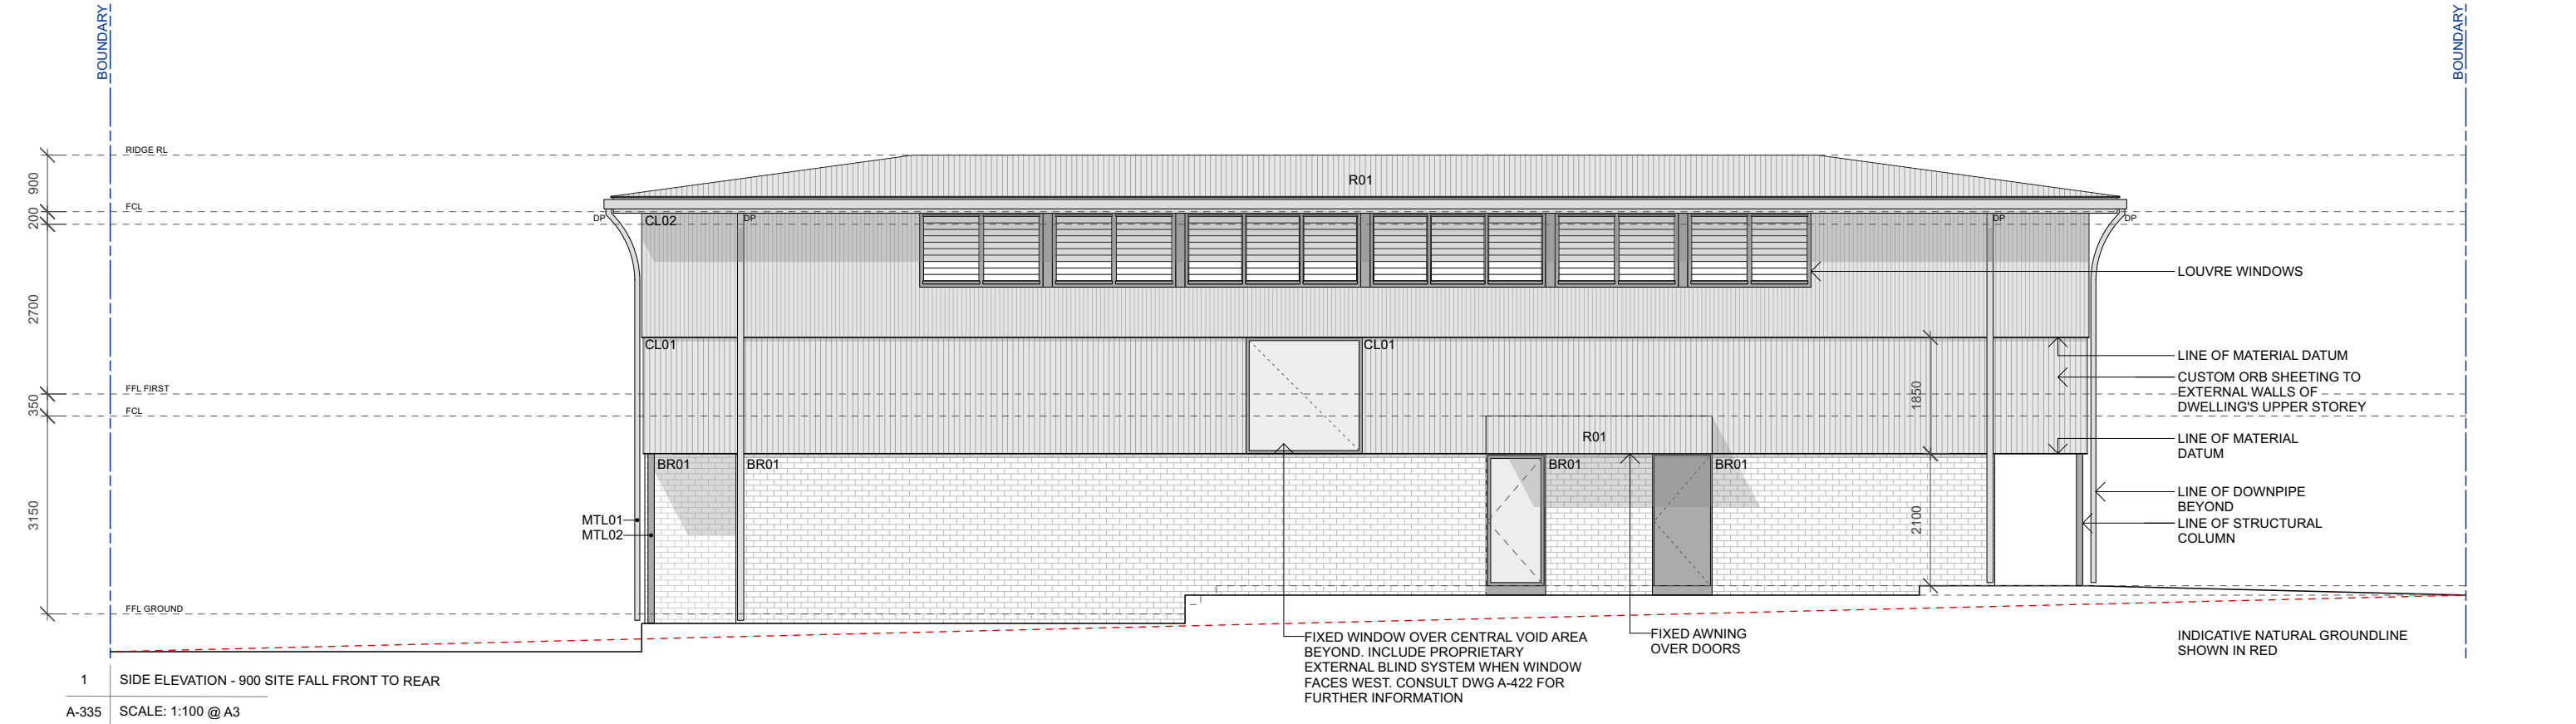 BOUNDARY
BOUNDARY
RIDGE RL
900
R01
FCL
200
DP
CL02
DP
DP
DP
LOUVRE WINDOWS
2700
CL01
CL01
LINE OF MATERIAL DATUM
CUSTOM ORB SHEETING TO
EXTERNAL WALLS OF
DWELLING'S UPPER STOREY
FFL FIRST
350
1850
FCL
R01
LINE OF MATERIAL
DATUM
BR01
BR01
BR01
BR01
LINE OF DOWNPIPE
BEYOND
3150
MTL01
MTL02
2100
LINE OF STRUCTURAL
COLUMN
FFL GROUND
FIXED WINDOW OVER CENTRAL VOID AREA
BEYOND. INCLUDE PROPRIETARY
EXTERNAL BLIND SYSTEM WHEN WINDOW
FACES WEST. CONSULT DWG A-422 FOR
FURTHER INFORMATION
FIXED AWNING
OVER DOORS
INDICATIVE NATURAL GROUNDLINE
SHOWN IN RED
1 SIDE ELEVATION - 900 SITE FALL FRONT TO REAR
A-335 SCALE: 1:100 @ A3